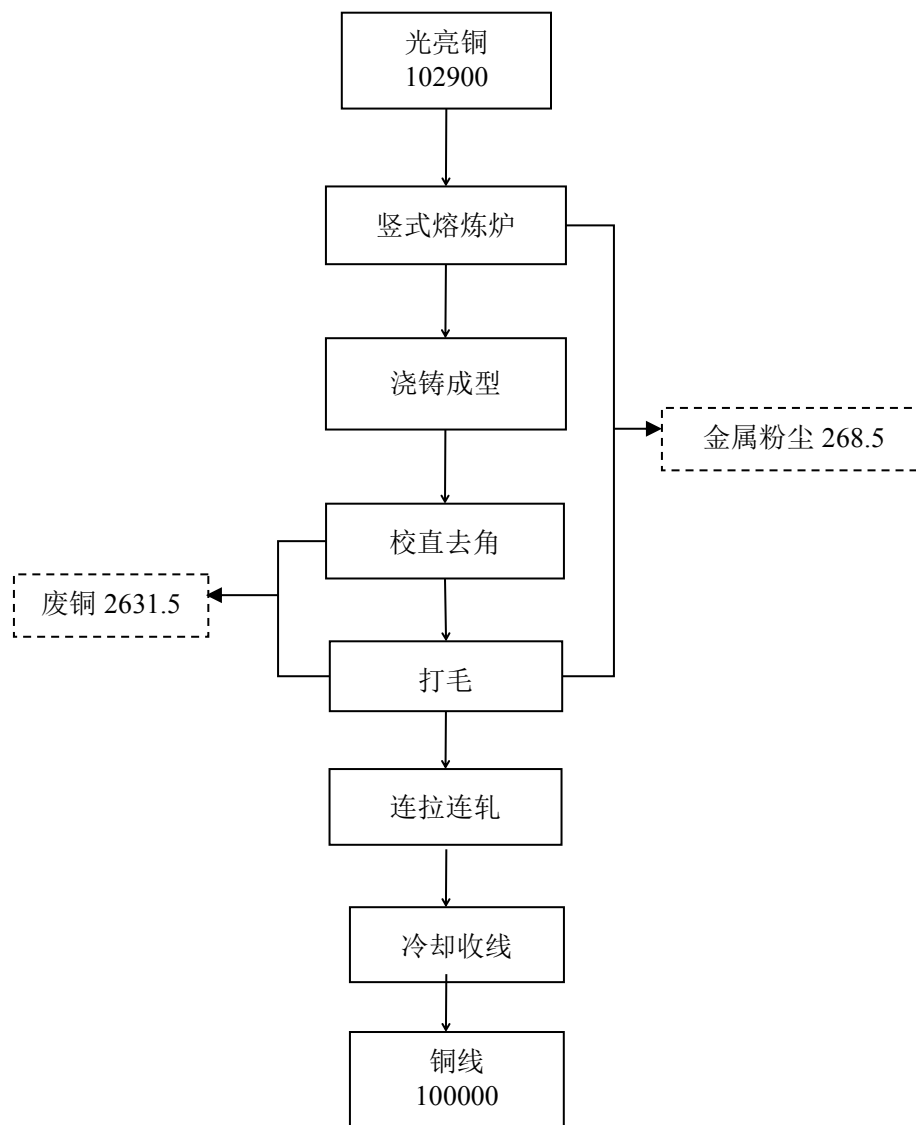 光亮铜
102900
竖式熔炼炉
浇铸成型
金属粉尘 268.5
校直去角
废铜 2631.5
打毛
连拉连轧
冷却收线
铜线
100000